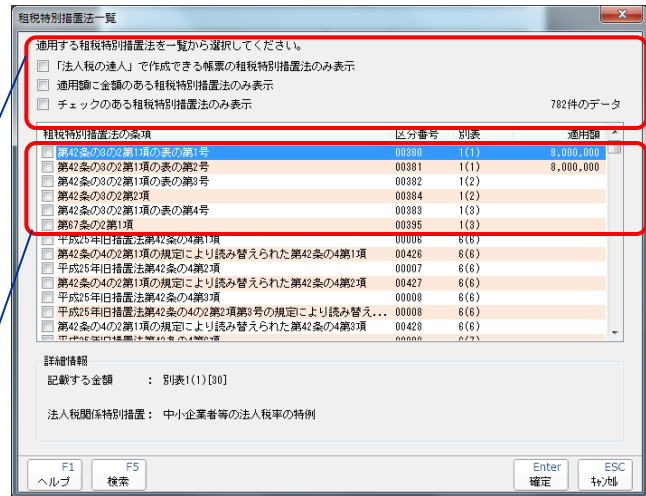 租税特別措置法一覧
適用する租税特別措置法を一覧から選択してください。
「法人税の達人」で作成できる帳票の租税特別措置法のみ表示
適用額に金額のある租税特別措置法のみ表示
チェックのある租税特別措置法のみ表示 782件のデータ
租税特別措置法の条項 区分番号 別表 適用額
第42条の3の2第1項の表の第1号 00380 1(1) 8,000,000
第42条の3の2第1項の表の第2号 00381 1(1) 8,000,000
第42条の3の2第1項の表の第3号 00382 1(2)
第42条の3の2第2項 00384 1(2)
第42条の3の2第1項の表の第4号 00383 1(3)
第67条の2第1項 00395 1(3)
平成25年旧措置法第42条の4第1項 00006 6(6)
第42条の4の2第1項の規定により読み替えられた第42条の4第1項 00426 6(6)
平成25年旧措置法第42条の4第2項 00007 6(6)
第42条の4の2第1項の規定により読み替えられた第42条の4第2項 00427 6(6)
平成25年旧措置法第42条の4第3項 00008 6(6)
平成25年旧措置法第42条の4の2第2項第3号の規定により読み替え... 00008 6(6)
第42条の4の2第1項の規定により読み替えられた第42条の4第3項 00428 6(6)
詳細情報
記載する金額 : 別表1(1)[30]
法人税関係特別措置: 中小企業者等の法人税率の特例
F1 F5 Enter ESC
ヘルプ 検索 確定 キャンセル